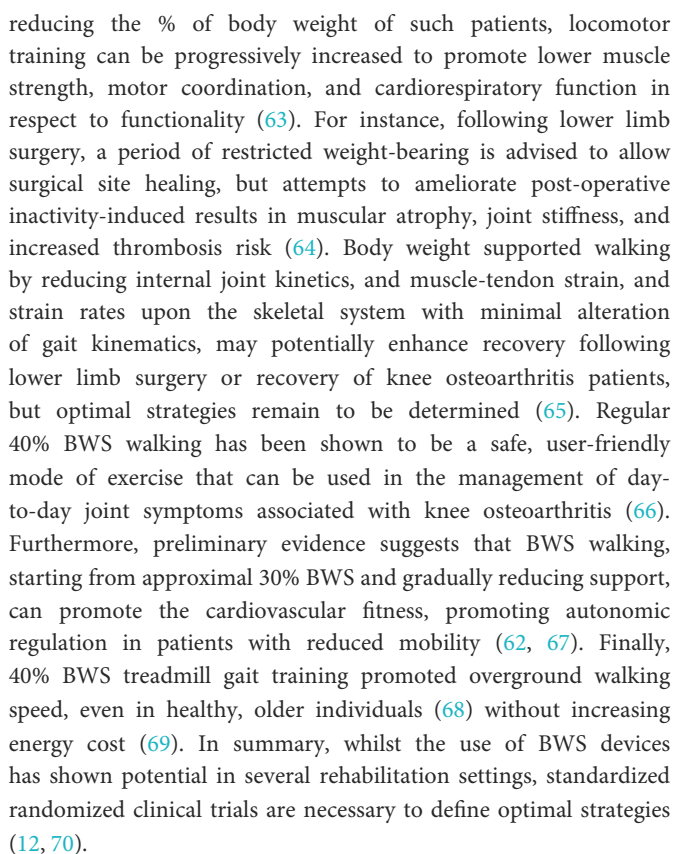 reducing the % of body weight of such patients, locomotor
training can be progressively increased to promote lower muscle
strength, motor coordination, and cardiorespiratory function in
respect to functionality (63). For instance, following lower limb
surgery, a period of restricted weight-bearing is advised to allow
surgical site healing, but attempts to ameliorate post-operative
inactivity-induced results in muscular atrophy, joint stiffness, and
increased thrombosis risk (64). Body weight supported walking
by reducing internal joint kinetics, and muscle-tendon strain, and
strain rates upon the skeletal system with minimal alteration
of gait kinematics, may potentially enhance recovery following
lower limb surgery or recovery of knee osteoarthritis patients,
but optimal strategies remain to be determined (65). Regular
40% BWS walking has been shown to be a safe, user-friendly
mode of exercise that can be used in the management of day-
to-day joint symptoms associated with knee osteoarthritis (66).
Furthermore, preliminary evidence suggests that BWS walking,
starting from approximal 30% BWS and gradually reducing support,
can promote the cardiovascular fitness, promoting autonomic
regulation in patients with reduced mobility (62, 67). Finally,
40% BWS treadmill gait training promoted overground walking
speed, even in healthy, older individuals (68) without increasing
energy cost (69). In summary, whilst the use of BWS devices
has shown potential in several rehabilitation settings, standardized
randomized clinical trials are necessary to define optimal strategies
(12, 70).